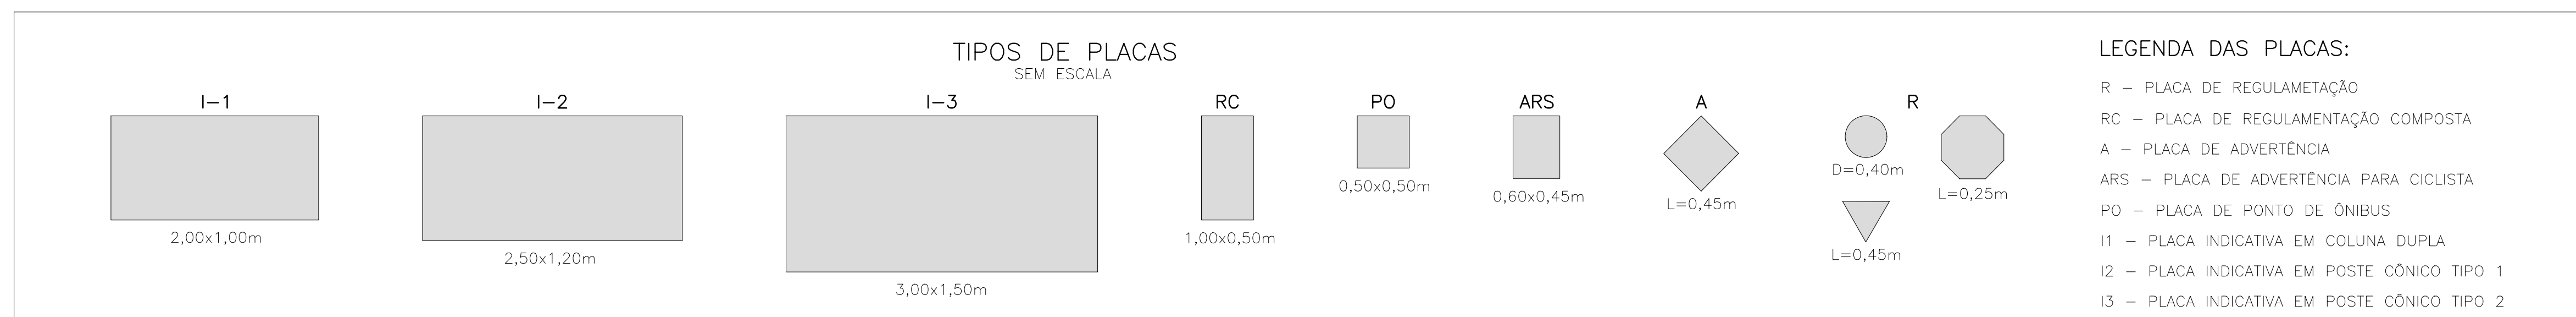 TIPOS DE PLACAS
SEM ESCALA
I-1
2,00x1,00m
I-2
2,50x1,20m
I-3
3,00x1,50m
RC
1,00x0,50m
PO
0,50x0,50m
ARS
0,60x0,45m
A
L=0,45m
R
D=0,40m
L=0,25m
L=0,45m
LEGENDA DAS PLACAS:
R - PLACA DE REGULAMETAÇÃO
RC - PLACA DE REGULAMENTAÇÃO COMPOSTA
A - PLACA DE ADVERTÊNCIA
ARS - PLACA DE ADVERTÊNCIA PARA CICLISTA
PO - PLACA DE PONTO DE ÔNIBUS
I1 - PLACA INDICATIVA EM COLUNA DUPLA
I2 - PLACA INDICATIVA EM POSTE CÔNICO TIPO 1
I3 - PLACA INDICATIVA EM POSTE CÔNICO TIPO 2